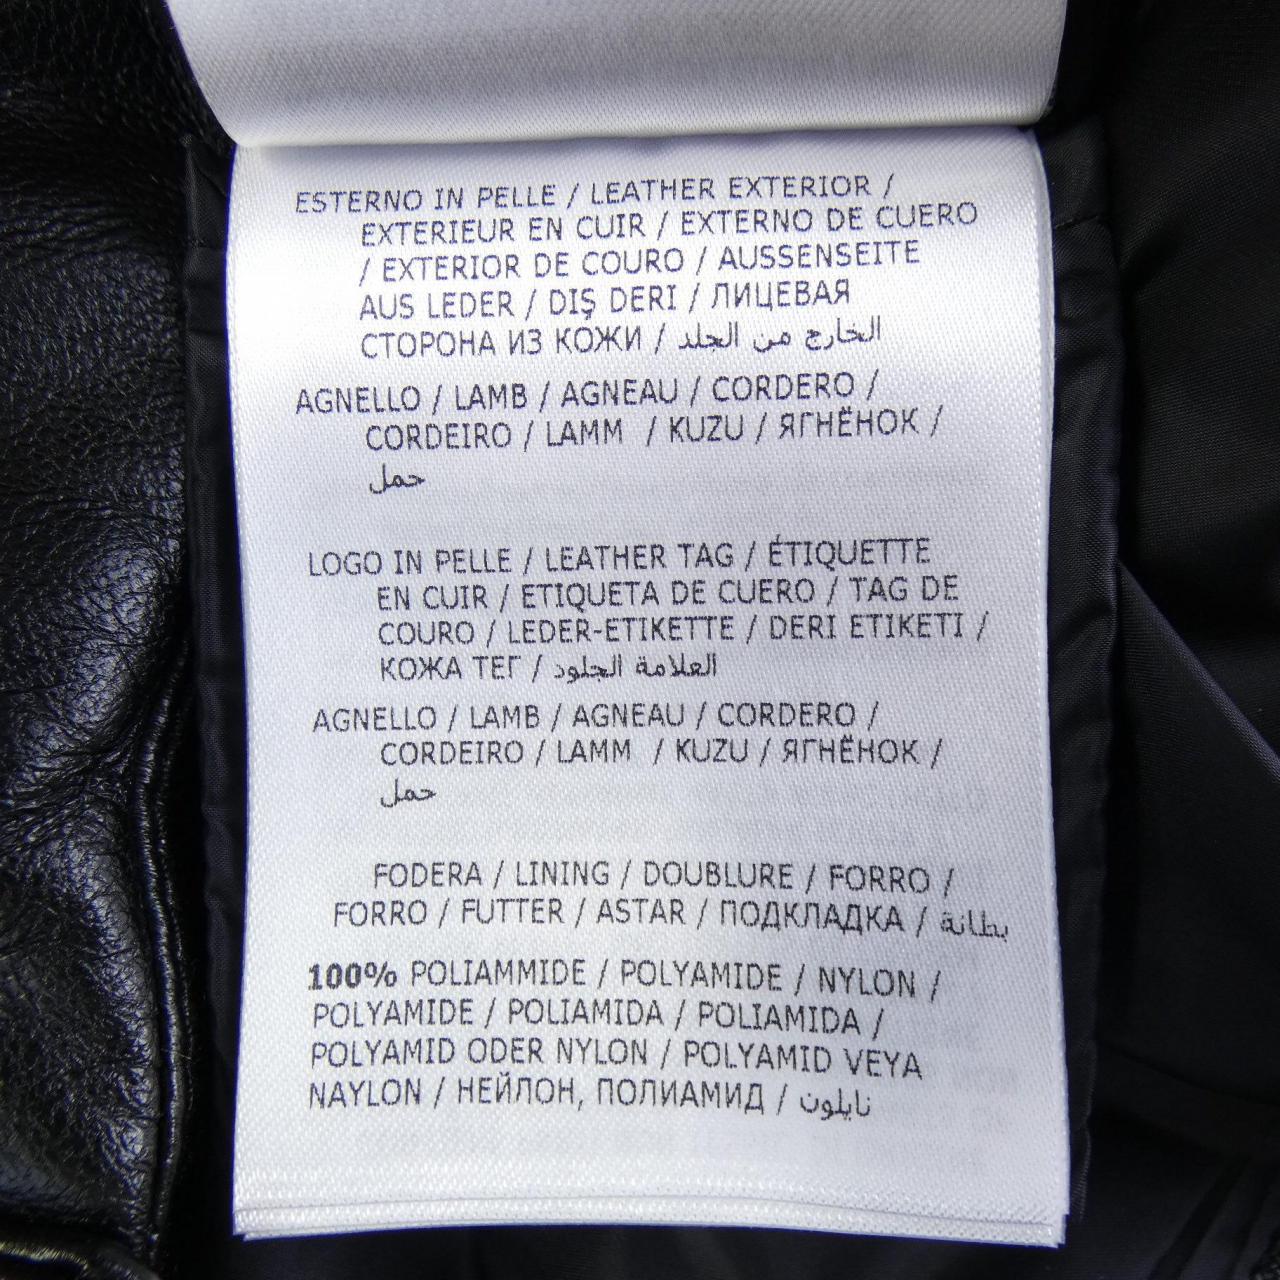 ESTERNO IN PELLE / LEATHER EXTERIOR /
EXTERIEUR EN CUIR / EXTERNO DE CUERO
/ EXTERIOR DE COURO / AUSSENSEITE
AUS LEDER / DIŞ DERI / ЛИЦЕВАЯ
СТОРОНА ИЗ КОЖИ / الخارج من الجلد
AGNELLO / LAMB / AGNEAU / CORDERO /
CORDEIRO / LAMM / KUZU / ЯГНЁНОК /
حمل
LOGO IN PELLE / LEATHER TAG / ÉTIQUETTE
EN CUIR / ETIQUETA DE CUERO / TAG DE
COURO / LEDER-ETIKETTE / DERI ETIKETI /
КОЖА ТЕГ / العلامة الجلود
AGNELLO / LAMB / AGNEAU / CORDERO /
CORDEIRO / LAMM / KUZU / ЯГНЁНОК /
حمل
FODERA / LINING / DOUBLURE / FORRO /
FORRO / FUTTER / ASTAR / ПОДКЛАДКА / بطانة
100% POLIAMMIDE / POLYAMIDE / NYLON /
POLYAMIDE / POLIAMIDA / POLIAMIDA /
POLYAMID ODER NYLON / POLYAMID VEYA
NAYLON / НЕЙЛОН, ПОЛИАМИД / نايلون